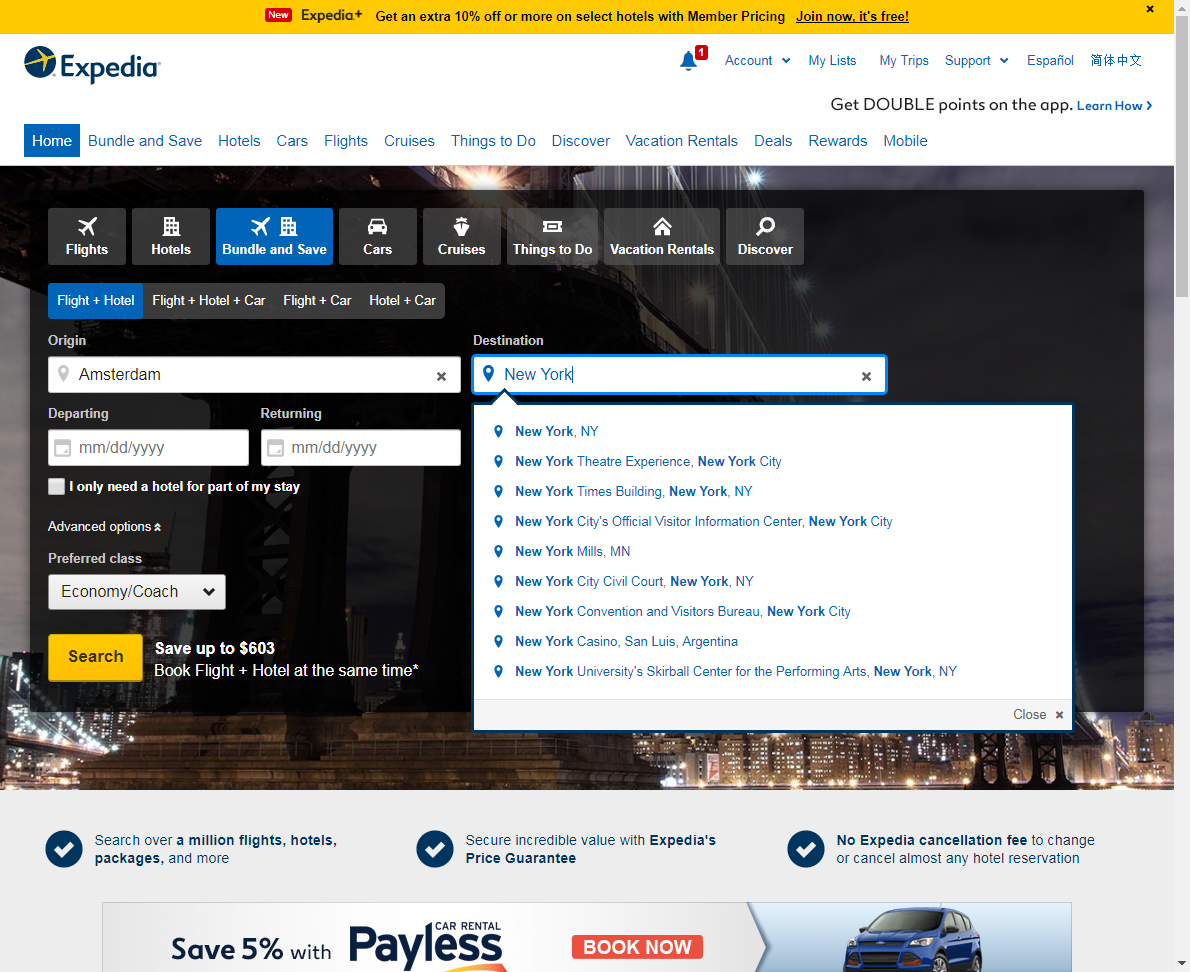 New Expedia+ Get an extra 10% off or more on select hotels with Member Pricing Join now, it's free!
Expedia
1 Account My Lists My Trips Support Español 简体中文
Get DOUBLE points on the app. Learn How
Home Bundle and Save Hotels Cars Flights Cruises Things to Do Discover Vacation Rentals Deals Rewards Mobile
Flights Hotels Bundle and Save Cars Cruises Things to Do Vacation Rentals Discover
Flight + Hotel Flight + Hotel + Car Flight + Car Hotel + Car
Origin Destination
Amsterdam New York
Departing Returning
mm/dd/yyyy mm/dd/yyyy
I only need a hotel for part of my stay
Advanced options
Preferred class
Economy/Coach
Search
Save up to $603
Book Flight + Hotel at the same time*
New York, NY
New York Theatre Experience, New York City
New York Times Building, New York, NY
New York City's Official Visitor Information Center, New York City
New York Mills, MN
New York City Civil Court, New York, NY
New York Convention and Visitors Bureau, New York City
New York Casino, San Luis, Argentina
New York University's Skirball Center for the Performing Arts, New York, NY
Close
Search over a million flights, hotels,
packages, and more
Secure incredible value with Expedia's
Price Guarantee
No Expedia cancellation fee to change
or cancel almost any hotel reservation
Save 5% with
CAR RENTAL
Payless
BOOK NOW